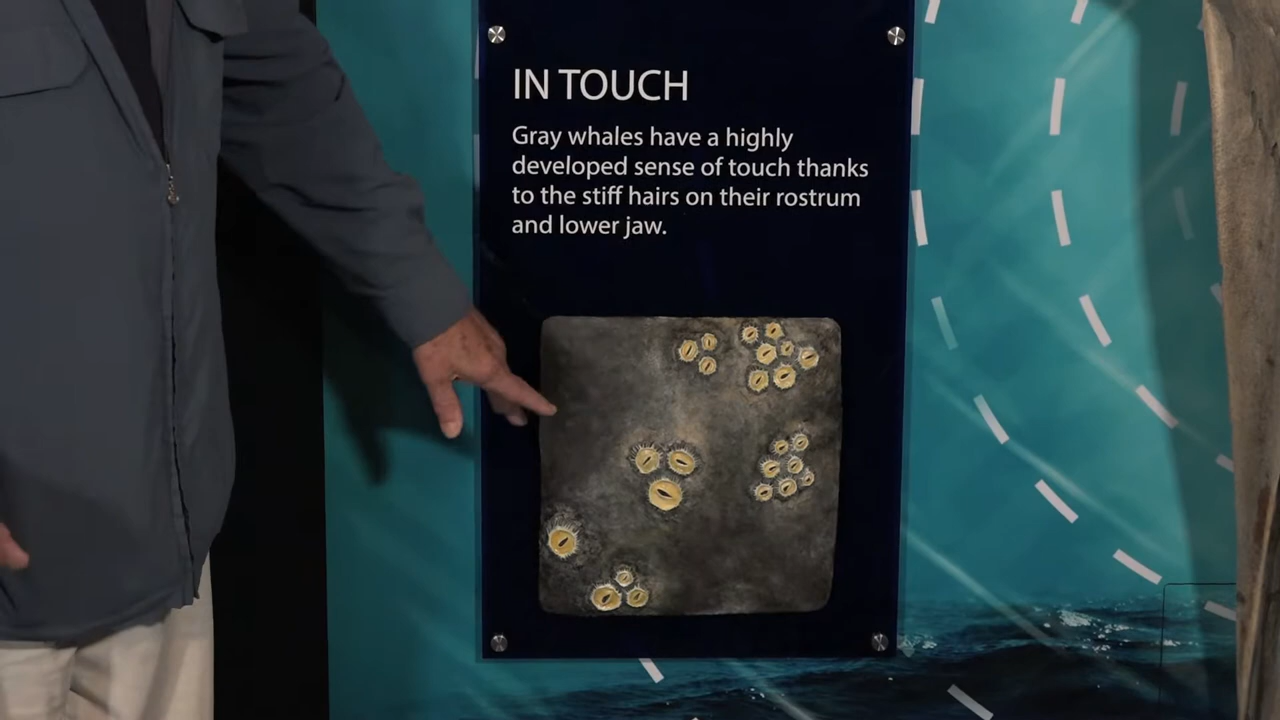 IN TOUCH
Gray whales have a highly
developed sense of touch thanks
to the stiff hairs on their rostrum
and lower jaw.